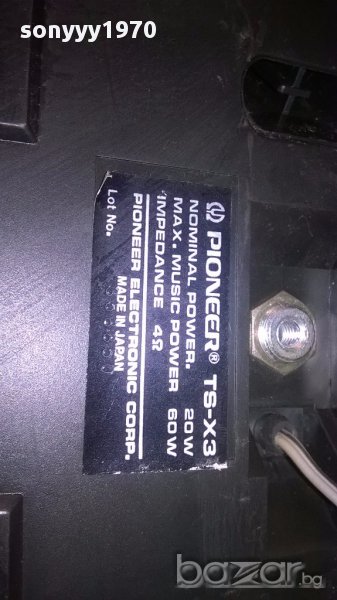 sonyyy1970
PIONEER® TS-X3
NOMINAL POWER. 20W
MAX. MUSIC POWER 60W
IMPEDANCE 4Ω
PIONEER ELECTRONIC CORP.
MADE IN JAPAN
Lot No.
bazar.bg